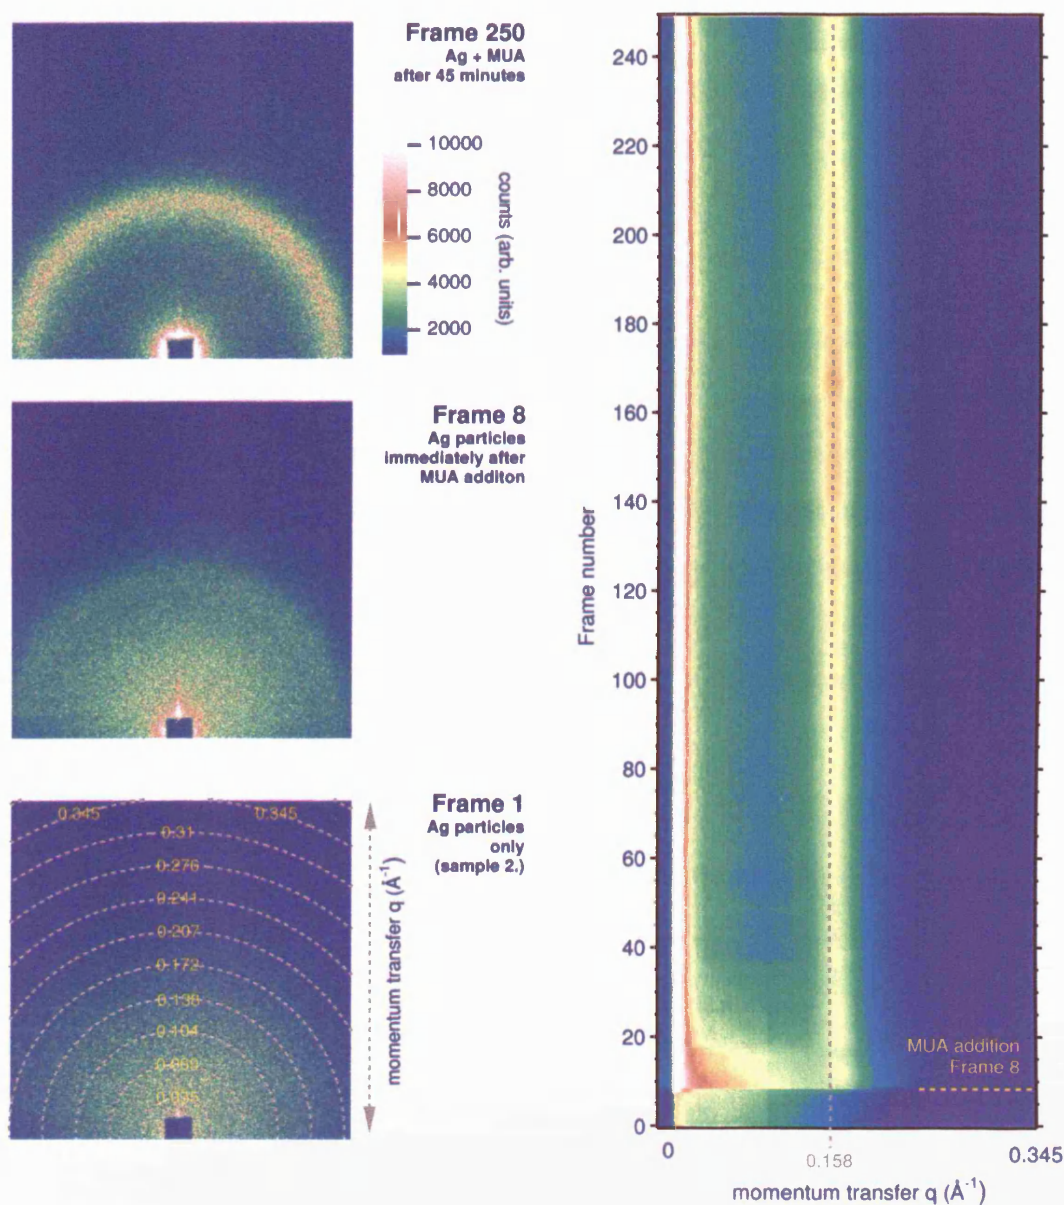 Frame 250
Ag + MUA
after 45 minutes
10000
8000
6000
4000
2000
counts (arb. units)
Frame 8
Ag particles
immediately after
MUA additon
Frame 1
Ag particles
only
(sample 2.)
0.345
0.345
0.31
0.276
0.241
0.207
0.172
0.138
0.104
0.069
0.035
momentum transfer q (Å-1)
240
220
200
180
160
140
120
100
80
60
40
20
0
Frame number
MUA addition
Frame 8
0
0.158
0.345
momentum transfer q (Å-1)